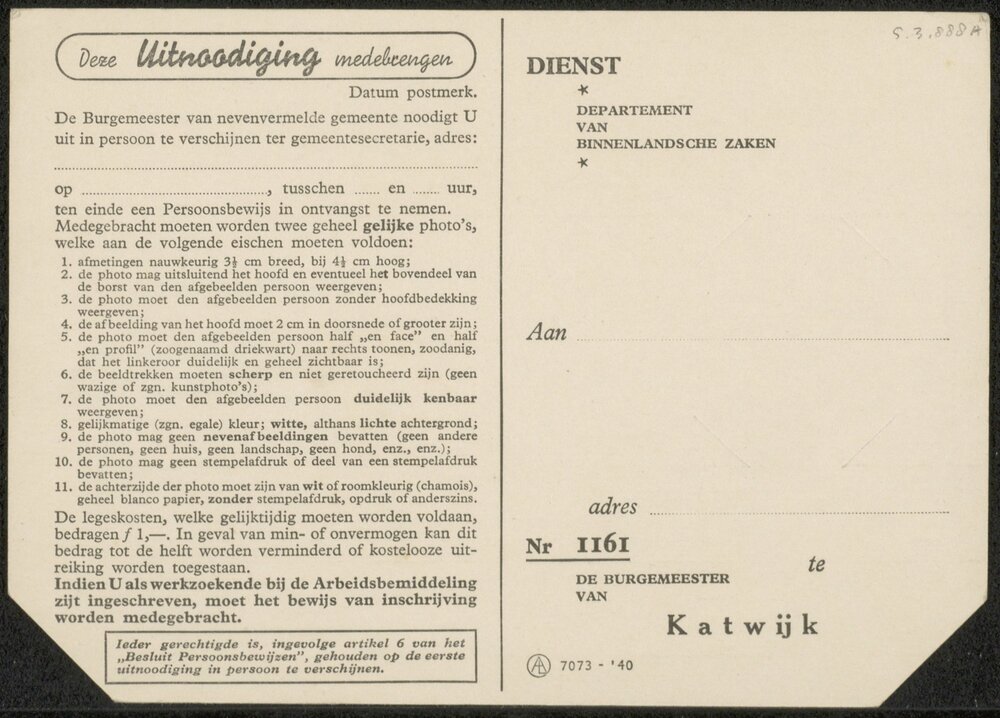 Deze Uitnoodiging medebrengen
Datum postmerk.
De Burgemeester van nevenvermelde gemeente noodigt U
uit in persoon te verschijnen ter gemeentesecretarie, adres:
op ........................................, tusschen ...... en ...... uur,
ten einde een Persoonsbewijs in ontvangst te nemen.
Medegebracht moeten worden twee geheel gelijke photo's,
welke aan de volgende eischen moeten voldoen:
1. afmetingen nauwkeurig 3½ cm breed, bij 4½ cm hoog;
2. de photo mag uitsluitend het hoofd en eventueel het bovendeel van
de borst van den afgebeelden persoon weergeven;
3. de photo moet den afgebeelden persoon zonder hoofdbedekking
weergeven;
4. de afbeelding van het hoofd moet 2 cm in doorsnede of grooter zijn;
5. de photo moet den afgebeelden persoon half „en face” en half
„en profil” (zoogenaamd driekwart) naar rechts toonen, zoodanig,
dat het linkeroor duidelijk en geheel zichtbaar is;
6. de beeldtrekken moeten scherp en niet geretoucheerd zijn (geen
wazige of zgn. kunstphoto's);
7. de photo moet den afgebeelden persoon duidelijk kenbaar
weergeven;
8. gelijkmatige (zgn. egale) kleur; witte, althans lichte achtergrond;
9. de photo mag geen nevenafbeeldingen bevatten (geen andere
personen, geen huis, geen landschap, geen hond, enz., enz.);
10. de photo mag geen stempelafdruk of deel van een stempelafdruk
bevatten;
11. de achterzijde der photo moet zijn van wit of roomkleurig (chamois),
geheel blanco papier, zonder stempelafdruk, opdruk of anderszins.
De legeskosten, welke gelijktijdig moeten worden voldaan,
bedragen f 1,—. In geval van min- of onvermogen kan dit
bedrag tot de helft worden verminderd of kostelooze uit-
reiking worden toegestaan.
Indien U als werkzoekende bij de Arbeidsbemiddeling
zijt ingeschreven, moet het bewijs van inschrijving
worden medegebracht.
Ieder gerechtigde is, ingevolge artikel 6 van het
„Besluit Persoonsbewijzen”, gehouden op de eerste
uitnoodiging in persoon te verschijnen.
S.3.888A
DIENST
*
DEPARTEMENT
VAN
BINNENLANDSCHE ZAKEN
*
Aan
adres
Nr 1161
te
DE BURGEMEESTER
VAN
Katwijk
AL 7073 - '40